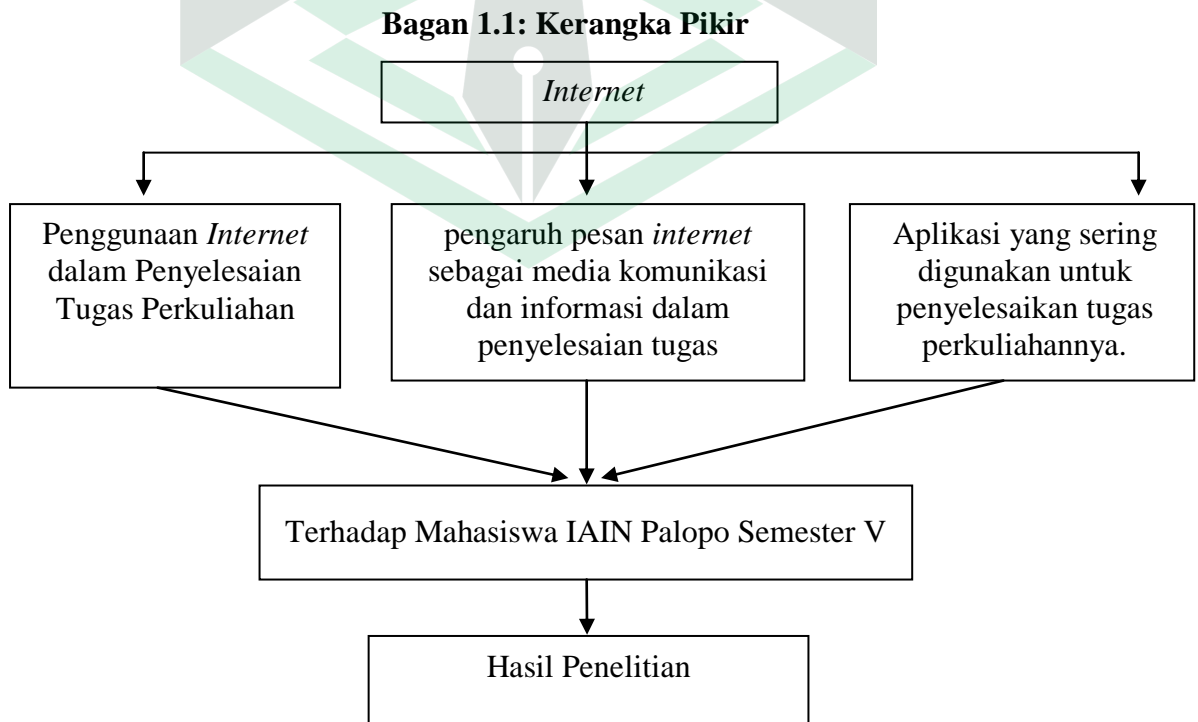 Bagan 1.1: Kerangka Pikir
Internet
Penggunaan Internet
dalam Penyelesaian
Tugas Perkuliahan
pengaruh pesan internet
sebagai media komunikasi
dan informasi dalam
penyelesaian tugas
Aplikasi yang sering
digunakan untuk
penyelesaikan tugas
perkuliahannya.
Terhadap Mahasiswa IAIN Palopo Semester V
Hasil Penelitian